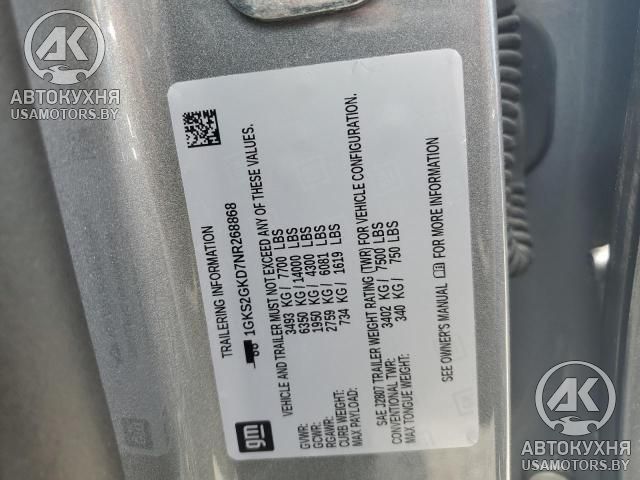 TRAILERING INFORMATION
1GKS2GKD7NR268868
VEHICLE AND TRAILER MUST NOT EXCEED ANY OF THESE VALUES.
GVWR: 3493 KG / 7700 LBS
GCWR: 6350 KG / 14000 LBS
RGAWR: 1950 KG / 4300 LBS
CURB WEIGHT: 2759 KG / 6081 LBS
MAX PAYLOAD: 734 KG / 1619 LBS
SAE J2807 TRAILER WEIGHT RATING (TWR) FOR VEHICLE CONFIGURATION.
CONVENTIONAL TWR: 3402 KG / 7500 LBS
MAX TONGUE WEIGHT: 340 KG / 750 LBS
SEE OWNER'S MANUAL FOR MORE INFORMATION
gm
АК
АВТОКУХНЯ
USAMOTORS.BY
АК
АВТОКУХНЯ
USAMOTORS.BY